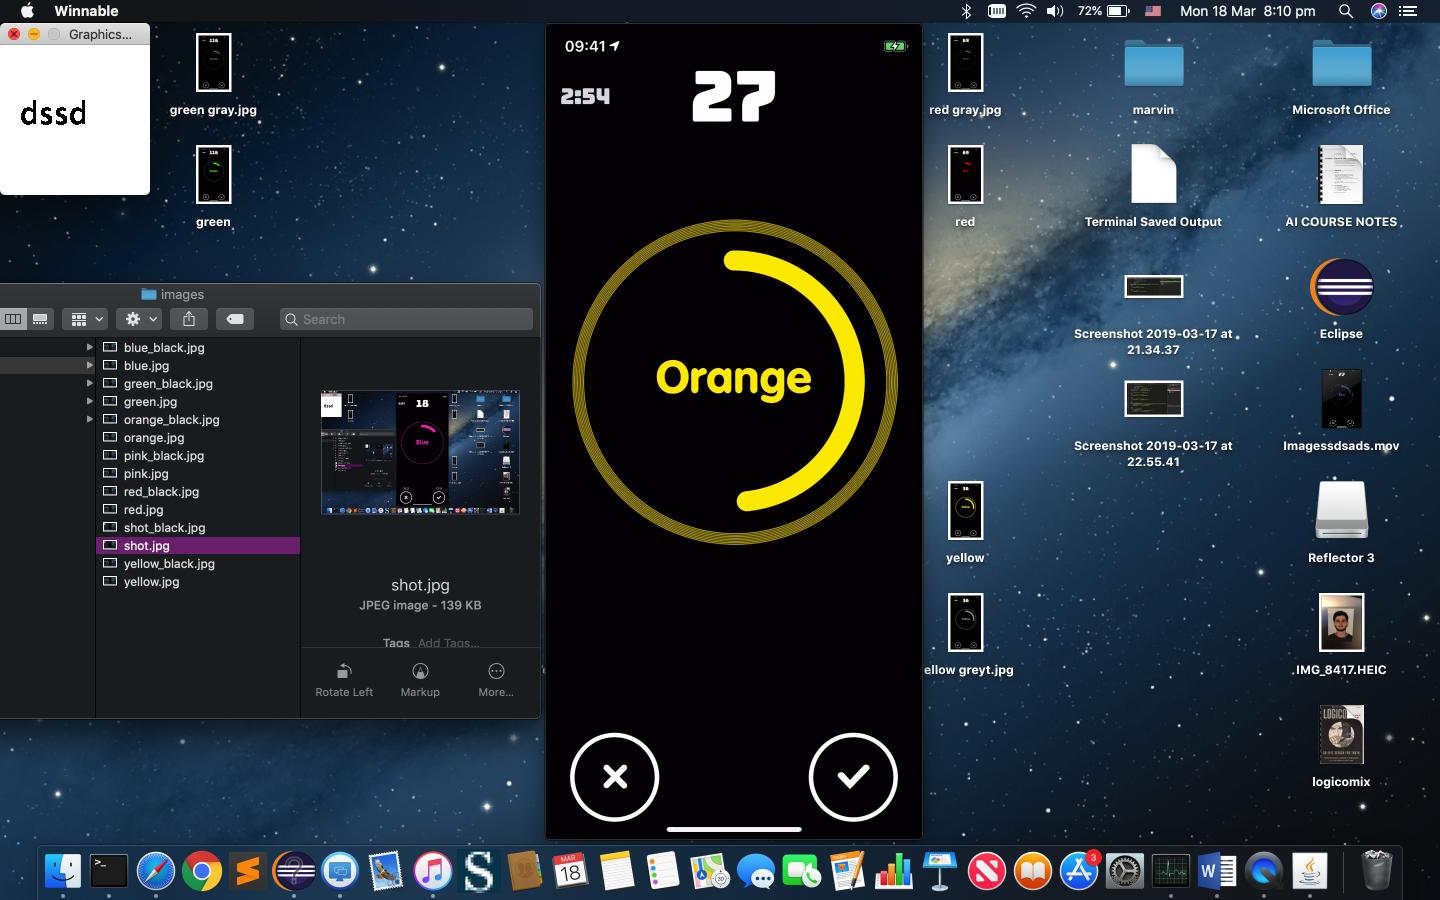 Winnable
72%
Mon 18 Mar 8:10 pm
Graphics...
dssd
green gray.jpg
green
09:41
2:54
27
Orange
images
Search
blue_black.jpg
blue.jpg
green_black.jpg
green.jpg
orange_black.jpg
orange.jpg
pink_black.jpg
pink.jpg
red_black.jpg
red.jpg
shot_black.jpg
shot.jpg
yellow_black.jpg
yellow.jpg
dssd
18
Blue
shot.jpg
JPEG image - 139 KB
Tags Add Tags...
Rotate Left
Markup
More...
red gray.jpg
red
yellow
ellow greyt.jpg
marvin
Terminal Saved Output
Screenshot 2019-03-17 at
21.34.37
Screenshot 2019-03-17 at
22.55.41
Microsoft Office
AI COURSE NOTES
Eclipse
Imagessdsads.mov
Reflector 3
IMG_8417.HEIC
LOGICO
logicomix
MAR
18
3